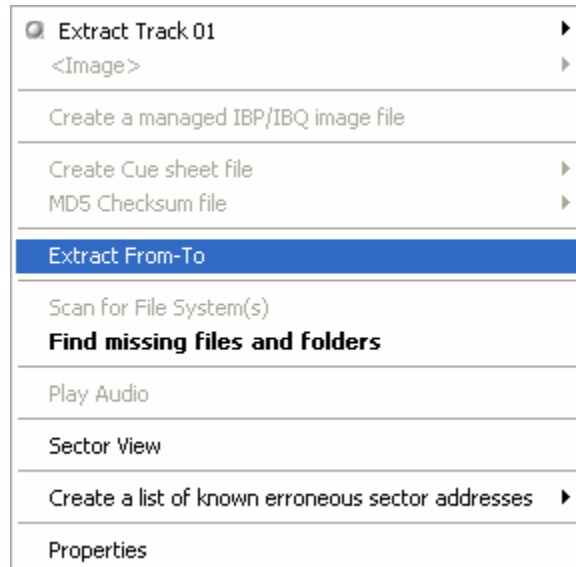 Extract Track 01
<Image>
Create a managed IBP/IBQ image file
Create Cue sheet file
MD5 Checksum file
Extract From-To
Scan for File System(s)
Find missing files and folders
Play Audio
Sector View
Create a list of known erroneous sector addresses
Properties